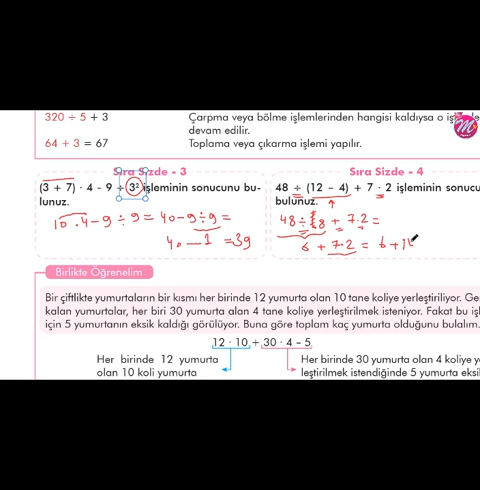 320 ÷ 5 + 3
Çarpma veya bölme işlemlerinden hangisi kaldıysa o
devam edilir.
64 + 3 = 67
Toplama veya çıkarma işlemi yapılır.
Sıra Sizde - 3
(3 + 7) · 4 - 9 ÷ 3² işleminin sonucunu bu-
lunuz.
10 . 4 - 9 ÷ 9 = 40 - 9 ÷ 9 =
40 - 1 = 39
Sıra Sizde - 4
48 ÷ (12 - 4) + 7 · 2 işleminin
bulunuz.
48 ÷ 8 + 7.2 =
6 + 7.2 = 6 + 14
Birlikte Öğrenelim
Bir çiftlikte yumurtaların bir kısmı her birinde 12 yumurta olan 10 tane koliye yerleştiriliyor.
kalan yumurtalar, her biri 30 yumurta alan 4 tane koliye yerleştirilmek isteniyor. Fakat bu
için 5 yumurtanın eksik kaldığı görülüyor. Buna göre toplam kaç yumurta olduğunu bulalım.
12 · 10 + 30 · 4 - 5
Her birinde 12 yumurta
olan 10 koli yumurta
Her birinde 30 yumurta olan 4 koliye
leştirilmek istendiğinde 5 yumurta